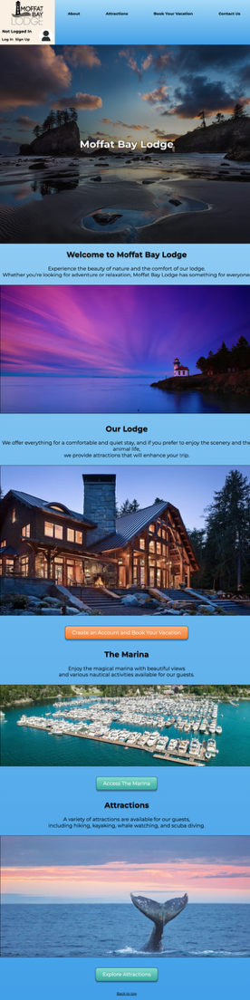 MOFFAT
BAY
LODGE
About
Attractions
Book Your Vacation
Contact Us
Not Logged In
Log In Sign Up
Moffat Bay Lodge
Welcome to Moffat Bay Lodge
Experience the beauty of nature and the comfort of our lodge.
Whether you're looking for adventure or relaxation, Moffat Bay Lodge has something for everyone
Our Lodge
We offer everything for a comfortable and quiet stay, and if you prefer to enjoy the scenery and the
animal life,
we provide attractions that will enhance your trip.
Create an Account and Book Your Vacation
The Marina
Enjoy the magical marina with beautiful views
and various nautical activities available for our guests.
Access The Marina
Attractions
A variety of attractions are available for our guests,
including hiking, kayaking, whale watching, and scuba diving.
Explore Attractions
Back to top